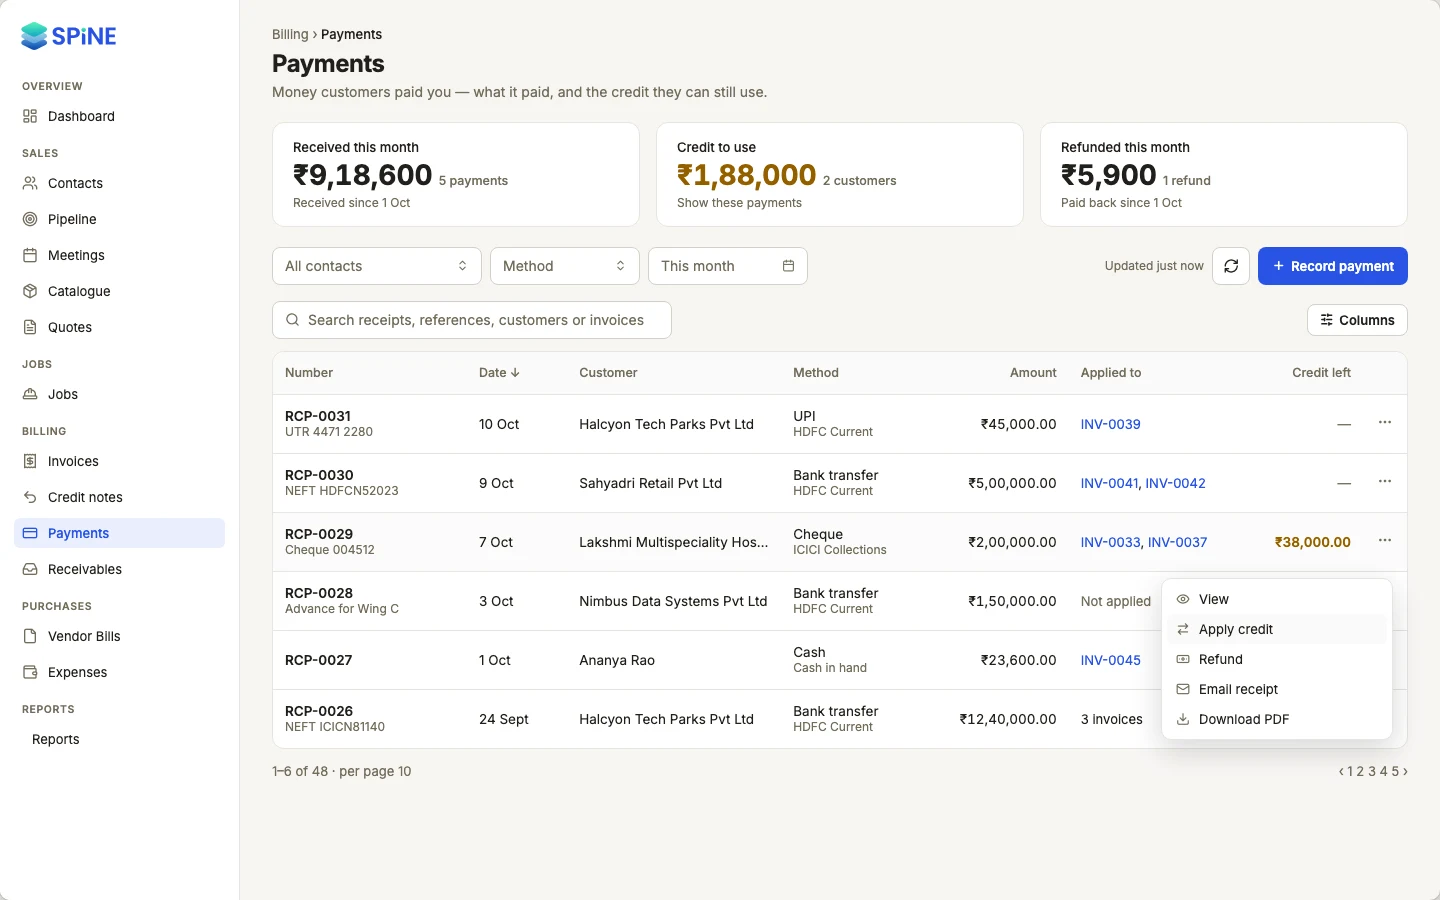 SPiNE
OVERVIEW
Dashboard
SALES
Contacts
Pipeline
Meetings
Catalogue
Quotes
JOBS
Jobs
BILLING
Invoices
Credit notes
Payments
Receivables
PURCHASES
Vendor Bills
Expenses
REPORTS
Reports
Billing › Payments
Payments
Money customers paid you — what it paid, and the credit they can still use.
Received this month
₹9,18,600 5 payments
Received since 1 Oct
Credit to use
₹1,88,000 2 customers
Show these payments
Refunded this month
₹5,900 1 refund
Paid back since 1 Oct
All contacts
Method
This month
Updated just now
+ Record payment
Search receipts, references, customers or invoices
Columns
Number Date ↓ Customer Method Amount Applied to Credit left
RCP-0031 10 Oct Halcyon Tech Parks Pvt Ltd UPI ₹45,000.00 INV-0039 — ···
UTR 4471 2280 HDFC Current
RCP-0030 9 Oct Sahyadri Retail Pvt Ltd Bank transfer ₹5,00,000.00 INV-0041, INV-0042 — ···
NEFT HDFCN52023 HDFC Current
RCP-0029 7 Oct Lakshmi Multispeciality Hos... Cheque ₹2,00,000.00 INV-0033, INV-0037 ₹38,000.00 ···
Cheque 004512 ICICI Collections
RCP-0028 3 Oct Nimbus Data Systems Pvt Ltd Bank transfer ₹1,50,000.00 Not applied
Advance for Wing C HDFC Current
RCP-0027 1 Oct Ananya Rao Cash ₹23,600.00 INV-0045
Cash in hand
RCP-0026 24 Sept Halcyon Tech Parks Pvt Ltd Bank transfer ₹12,40,000.00 3 invoices
NEFT ICICN81140 HDFC Current
View
Apply credit
Refund
Email receipt
Download PDF
1–6 of 48 · per page 10
‹ 1 2 3 4 5 ›